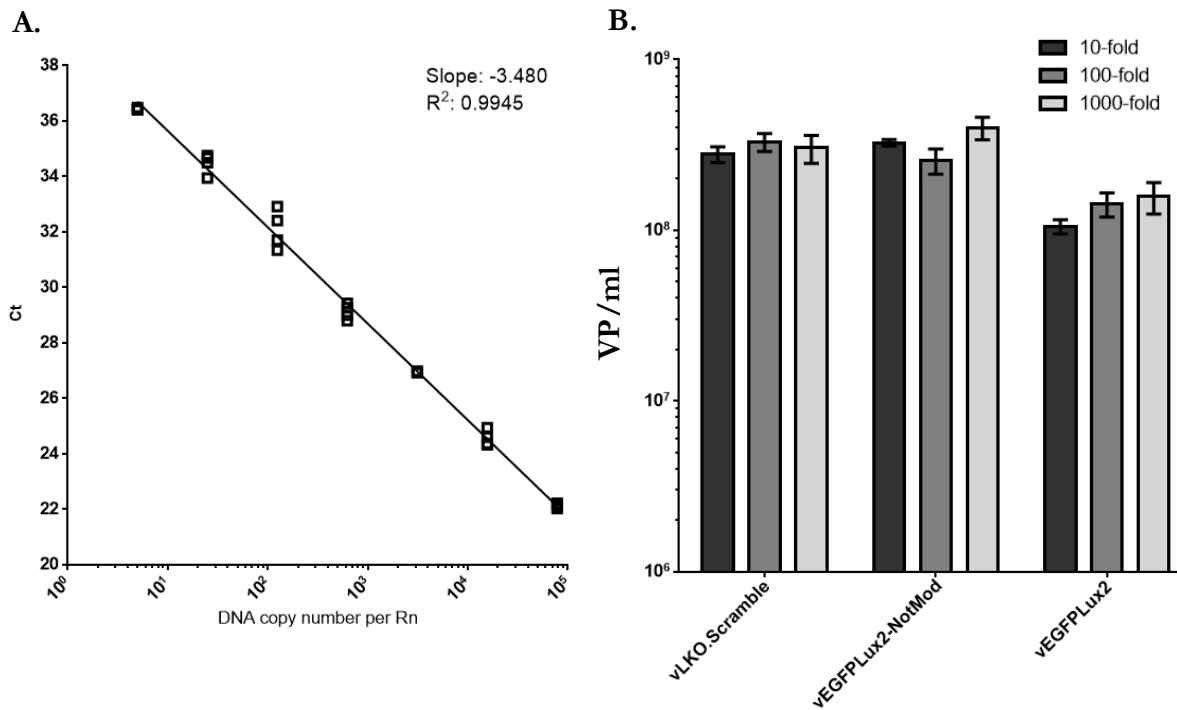 A.
Slope: -3.480
R²: 0.9945
38
36
34
32
30
28
26
24
22
20
Ct
10⁰
10¹
10²
10³
10⁴
10⁵
DNA copy number per Rn
B.
10-fold
100-fold
1000-fold
10⁹
10⁸
10⁷
10⁶
VP/ml
vLKO.Scramble
vEGFPLux2-NotMod
vEGFPLux2